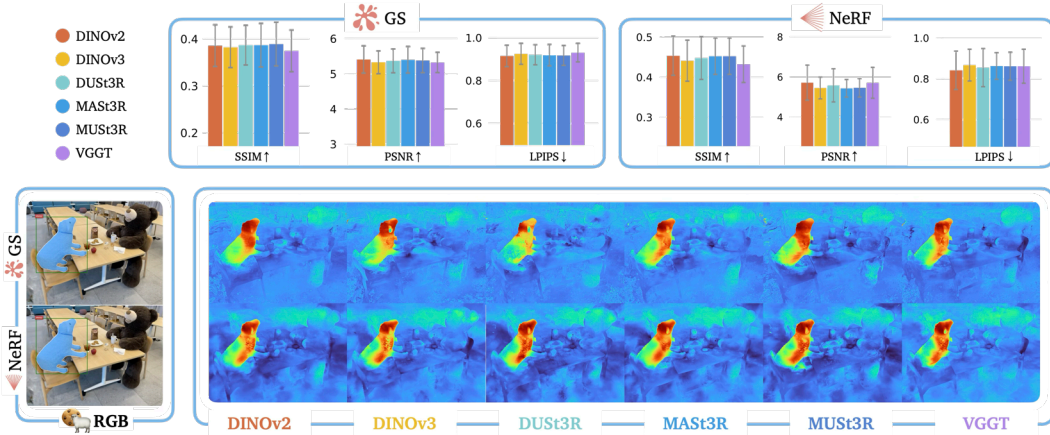 DINOv2
DINOv3
DUSt3R
MASt3R
MUSt3R
VGGT
GS
0.4
0.3
0.2
SSIM↑
6
5
4
3
PSNR↑
1.0
0.8
0.6
LPIPS↓
NeRF
0.5
0.4
0.3
SSIM↑
8
6
4
PSNR↑
1.0
0.8
0.6
LPIPS↓
GS
NeRF
RGB
DINOv2
DINOv3
DUSt3R
MASt3R
MUSt3R
VGGT